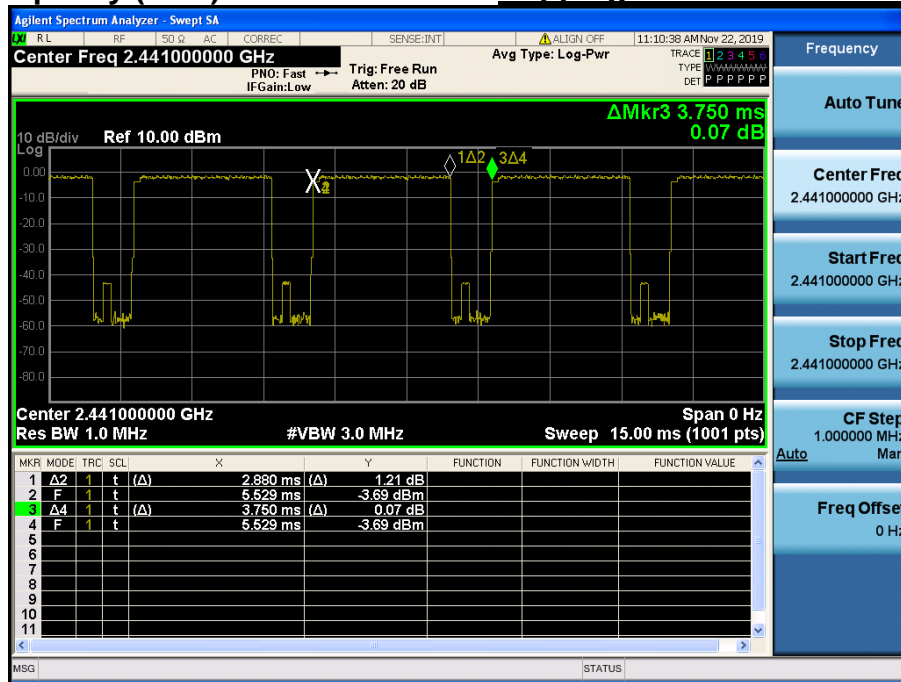 Agilent Spectrum Analyzer - Swept SA
LXI RL RF 50 Ω AC CORREC SENSE:INT ALIGN OFF 11:10:38 AM Nov 22, 2019
Center Freq 2.441000000 GHz
PNO: Fast
IFGain:Low
Trig: Free Run
Atten: 20 dB
Avg Type: Log-Pwr
TRACE 1 2 3 4 5 6
TYPE WWWWWW
DET P P P P P P
Frequency
ΔMkr3 3.750 ms
0.07 dB
10 dB/div Ref 10.00 dBm
Log
0.00
-10.0
-20.0
-30.0
-40.0
-50.0
-60.0
-70.0
-80.0
1Δ2 3Δ4
X 2
Center 2.441000000 GHz
Span 0 Hz
Res BW 1.0 MHz #VBW 3.0 MHz Sweep 15.00 ms (1001 pts)
MKR MODE TRC SCL X Y FUNCTION FUNCTION WIDTH FUNCTION VALUE
1 Δ2 1 t (Δ) 2.880 ms (Δ) 1.21 dB
2 F 1 t 5.529 ms -3.69 dBm
3 Δ4 1 t (Δ) 3.750 ms (Δ) 0.07 dB
4 F 1 t 5.529 ms -3.69 dBm
5
6
7
8
9
10
11
MSG STATUS
Auto Tune
Center Freq
2.441000000 GHz
Start Freq
2.441000000 GHz
Stop Freq
2.441000000 GHz
CF Step
1.000000 MHz
Auto Man
Freq Offset
0 Hz